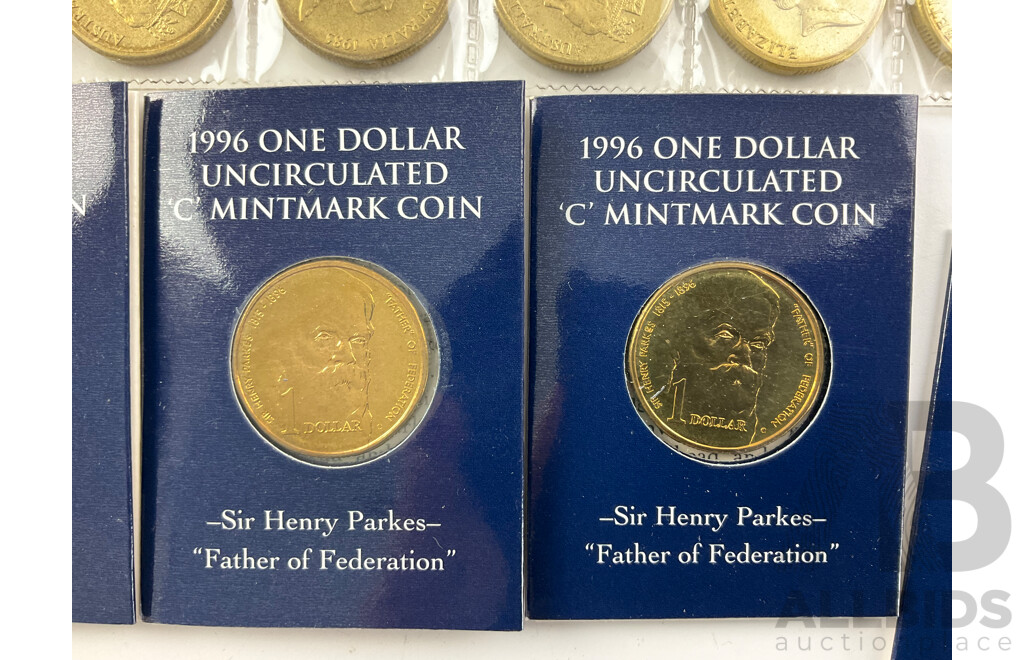 AUSTRALIA 1985
ELIZABETH
1996 ONE DOLLAR
UNCIRCULATED
'C' MINTMARK COIN
SIR HENRY PARKES 1815 - 1896
"FATHER" OF FEDERATION
1
DOLLAR
C
–Sir Henry Parkes–
"Father of Federation"
1996 ONE DOLLAR
UNCIRCULATED
'C' MINTMARK COIN
SIR HENRY PARKES 1815 - 1896
"FATHER" OF FEDERATION
1
DOLLAR
C
–Sir Henry Parkes–
"Father of Federation"
N
B
ALLBIDS
auction place